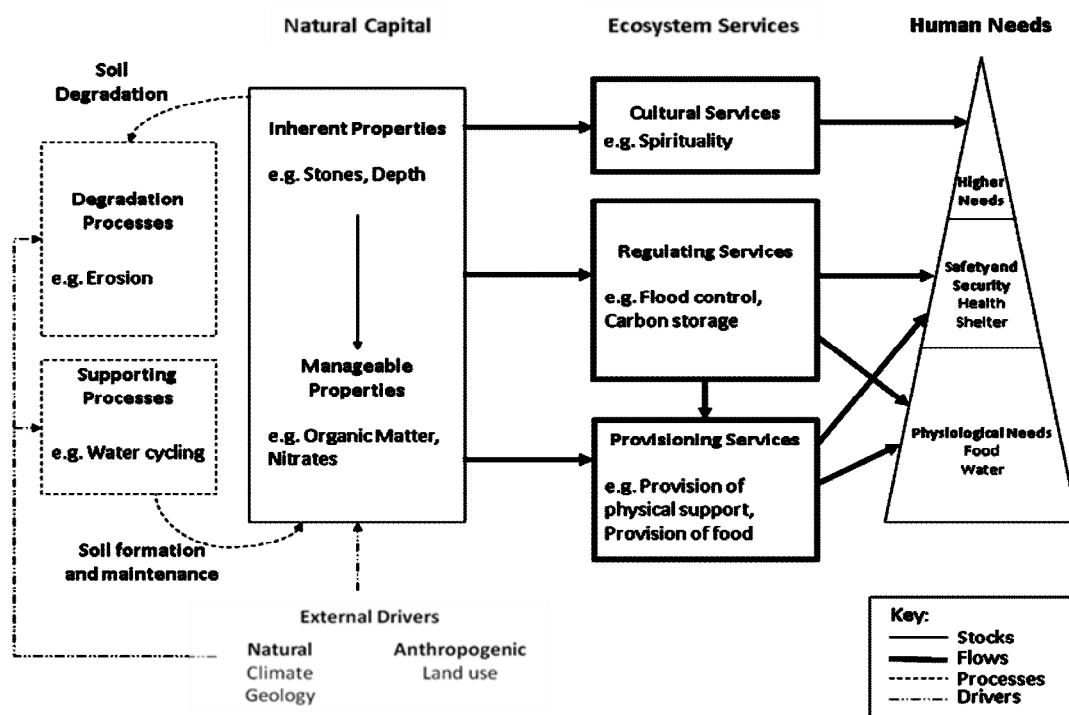 Natural Capital
Ecosystem Services
Human Needs
Soil
Degradation
Degradation
Processes
e.g. Erosion
Supporting
Processes
e.g. Water cycling
Soil formation
and maintenance
Inherent Properties
e.g. Stones, Depth
Manageable
Properties
e.g. Organic Matter,
Nitrates
Cultural Services
e.g. Spirituality
Regulating Services
e.g. Flood control,
Carbon storage
Provisioning Services
e.g. Provision of
physical support,
Provision of food
Higher
Needs
Safety and
Security
Health
Shelter
Physiological Needs
Food
Water
External Drivers
Natural
Climate
Geology
Anthropogenic
Land use
Key:
Stocks
Flows
Processes
Drivers